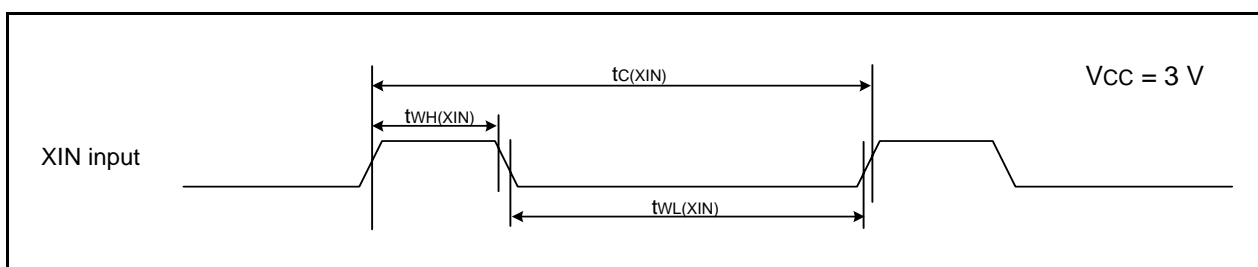 tC(XIN)
VCC = 3 V
tWH(XIN)
XIN input
tWL(XIN)